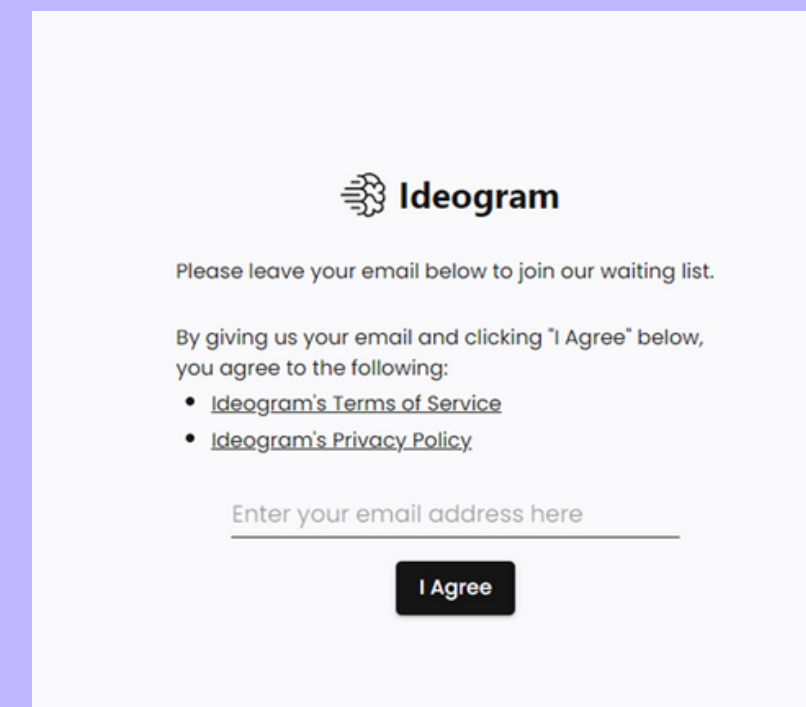 Ideogram
Please leave your email below to join our waiting list.
By giving us your email and clicking "I Agree" below,
you agree to the following:
• Ideogram's Terms of Service
• Ideogram's Privacy Policy
Enter your email address here
I Agree